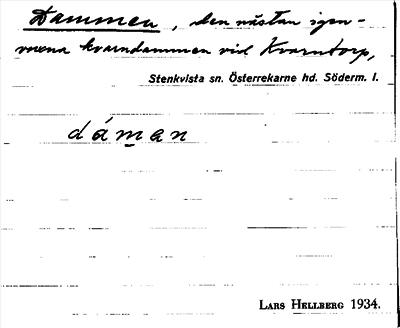 Dammen, den nästan igen-
vuxna kvarndammen vid Kvarntorp,
Stenkvista sn. Österrekarne hd. Söderm. l.
dáman
LARS HELLBERG 1934.